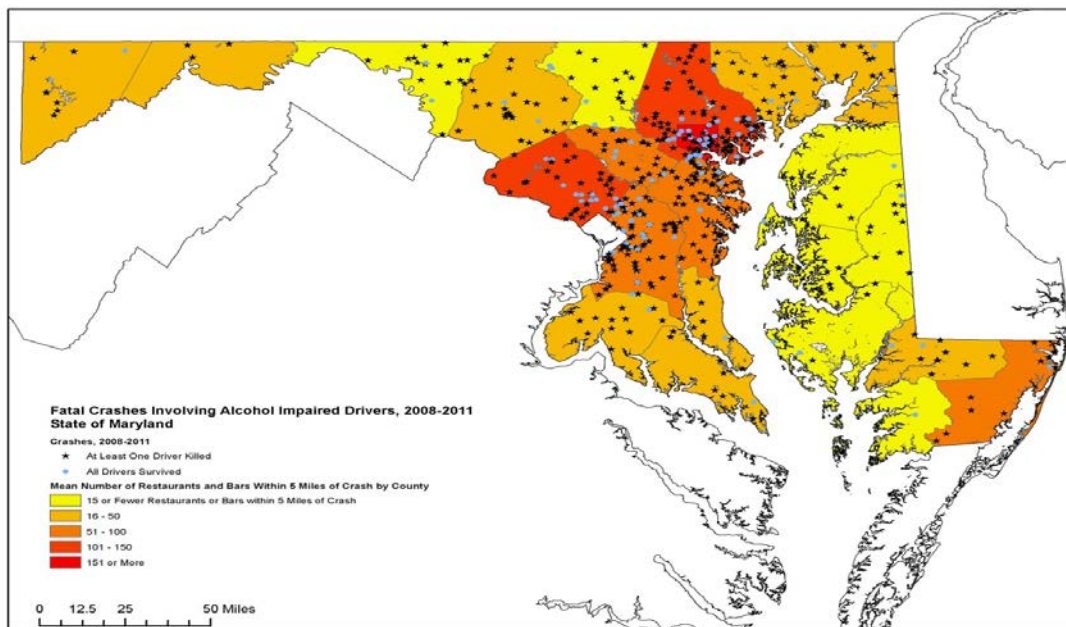 Fatal Crashes Involving Alcohol Impaired Drivers, 2008-2011
State of Maryland
Crashes, 2008-2011
At Least One Driver Killed
All Drivers Survived
Mean Number of Restaurants and Bars Within 5 Miles of Crash by County
15 or Fewer Restaurants or Bars within 5 Miles of Crash
16 - 50
51 - 100
101 - 150
151 or More
0 12.5 25 50 Miles